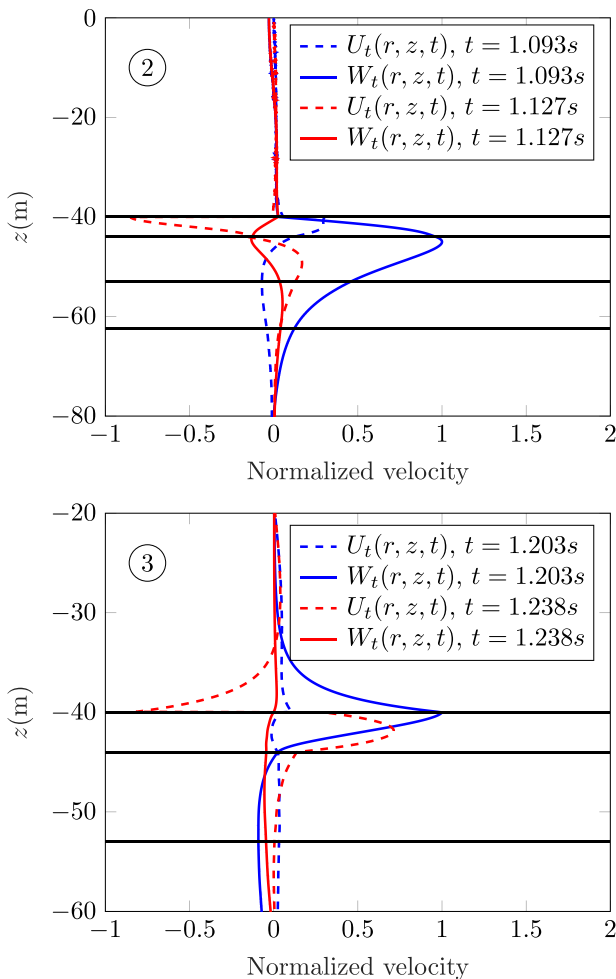 0
−20
−40
−60
−80
z(m)
2
U_t(r, z, t), t = 1.093s
W_t(r, z, t), t = 1.093s
U_t(r, z, t), t = 1.127s
W_t(r, z, t), t = 1.127s
−1 −0.5 0 0.5 1 1.5 2
Normalized velocity
−20
−30
−40
−50
−60
z(m)
3
U_t(r, z, t), t = 1.203s
W_t(r, z, t), t = 1.203s
U_t(r, z, t), t = 1.238s
W_t(r, z, t), t = 1.238s
−1 −0.5 0 0.5 1 1.5 2
Normalized velocity